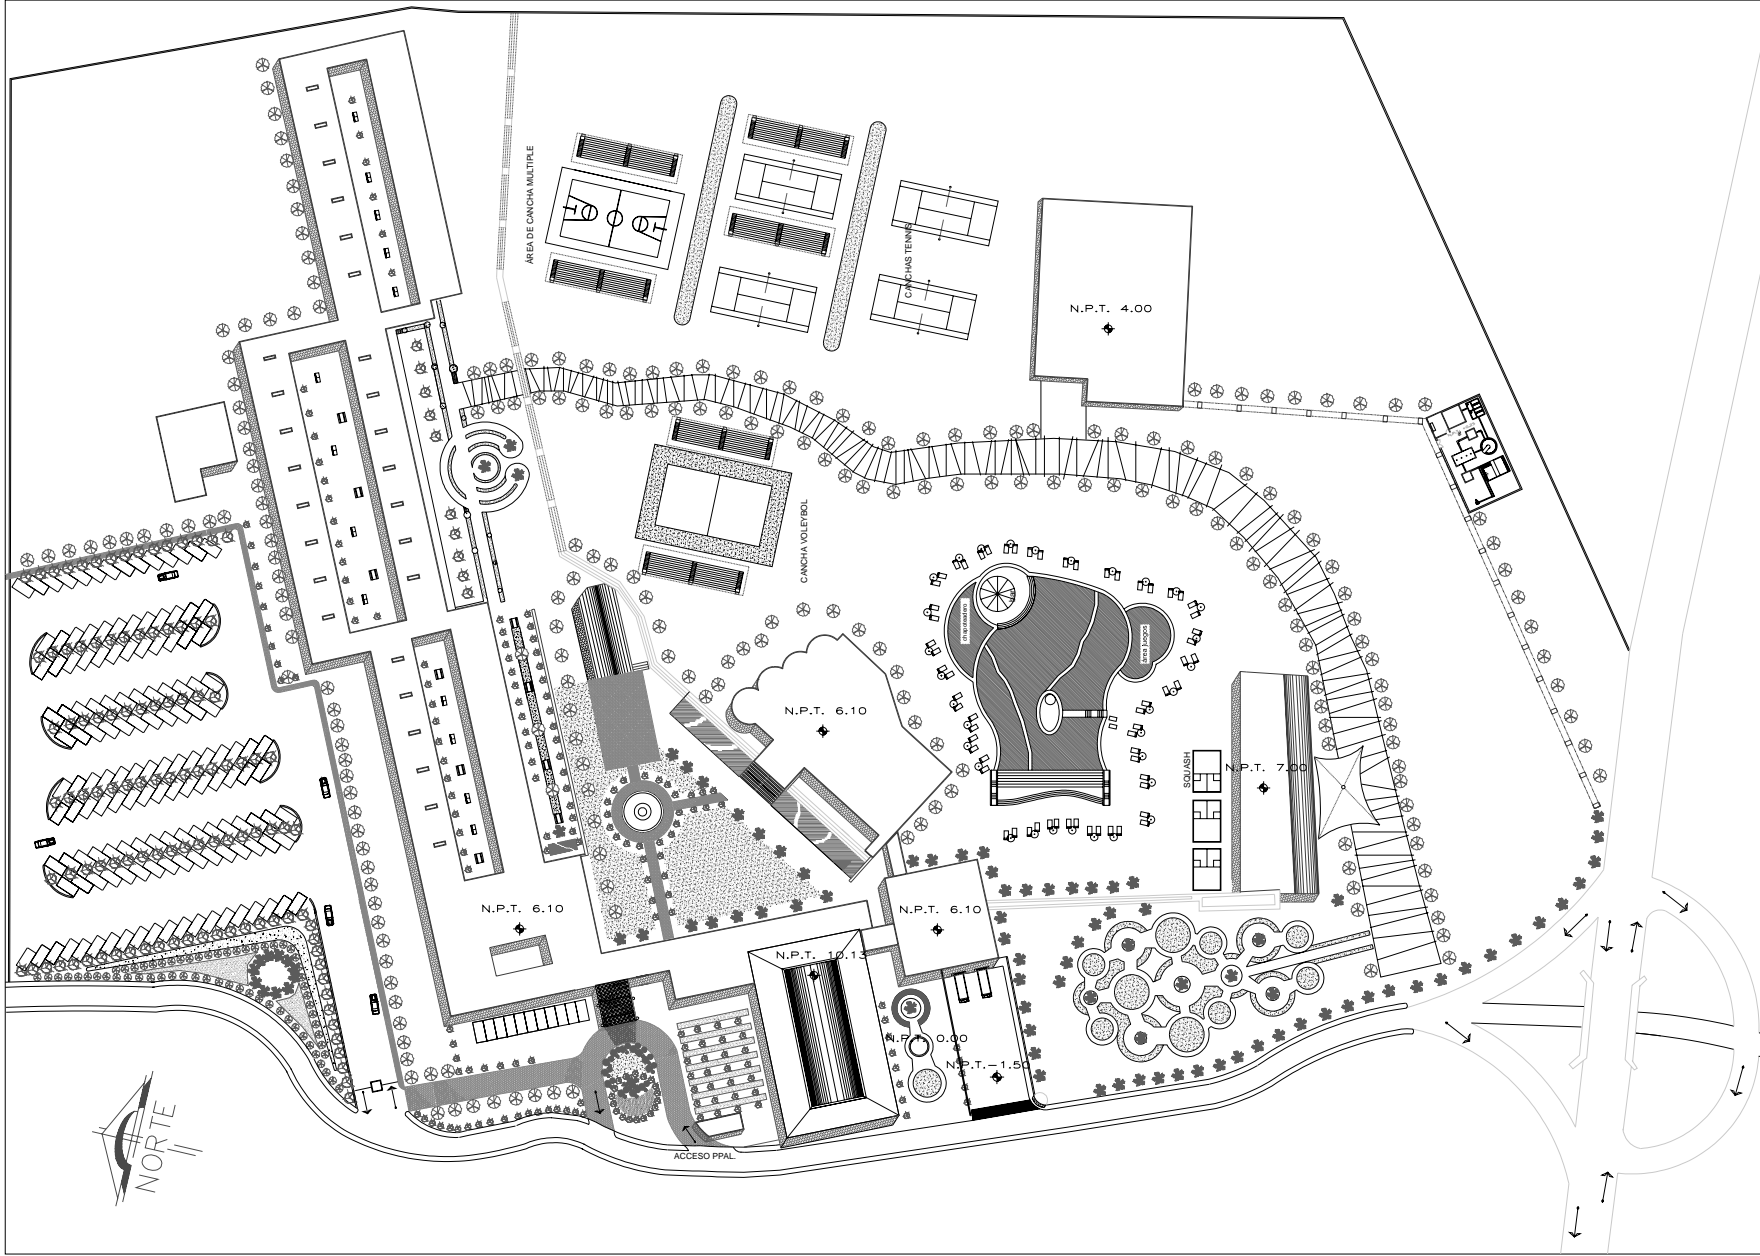 ÁREA DE CANCHA MULTIPLE
CANCHAS TENNIS
N.P.T. 4.00
CANCHA VOLEYBOL
chapoteadero
área juegos
N.P.T. 6.10
SQUASH
N.P.T. 7.00
N.P.T. 6.10
N.P.T. 6.10
N.P.T. 10.13
N.P.T. 0.00
N.P.T.-1.50
NORTE
ACCESO PPAL.